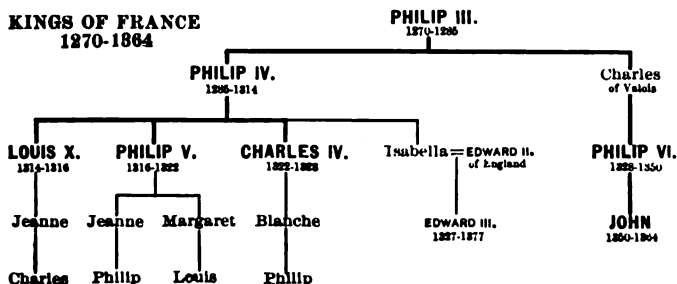 KINGS OF FRANCE
1270-1364
PHILIP III.
1270-1285
PHILIP IV.
1285-1314
Charles
of Valois
LOUIS X.
1314-1316
PHILIP V.
1316-1322
CHARLES IV.
1322-1328
Isabella=EDWARD II.
of England
PHILIP VI.
1328-1350
Jeanne
Jeanne
Margaret
Blanche
EDWARD III.
1327-1377
JOHN
1350-1364
Charles
Philip
Louis
Philip